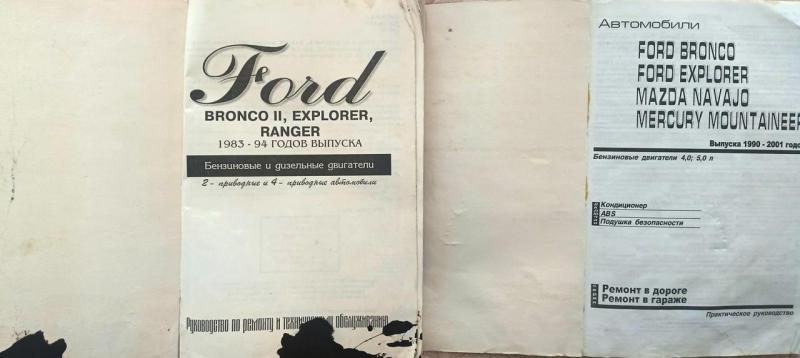 Ford
BRONCO II, EXPLORER,
RANGER
1983 - 94 ГОДОВ ВЫПУСКА
Бензиновые и дизельные двигатели
2 - приводные и 4 - приводные автомобили
Руководство по ремонту и техническому обслуживанию
Автомобили
FORD BRONCO
FORD EXPLORER
MAZDA NAVAJO
MERCURY MOUNTAINEER
Выпуска 1990 - 2001 годо
Бензиновые двигатели 4,0; 5,0 л
Кондиционер
ABS
Подушка безопасности
Ремонт в дороге
Ремонт в гараже
Практическое руководство